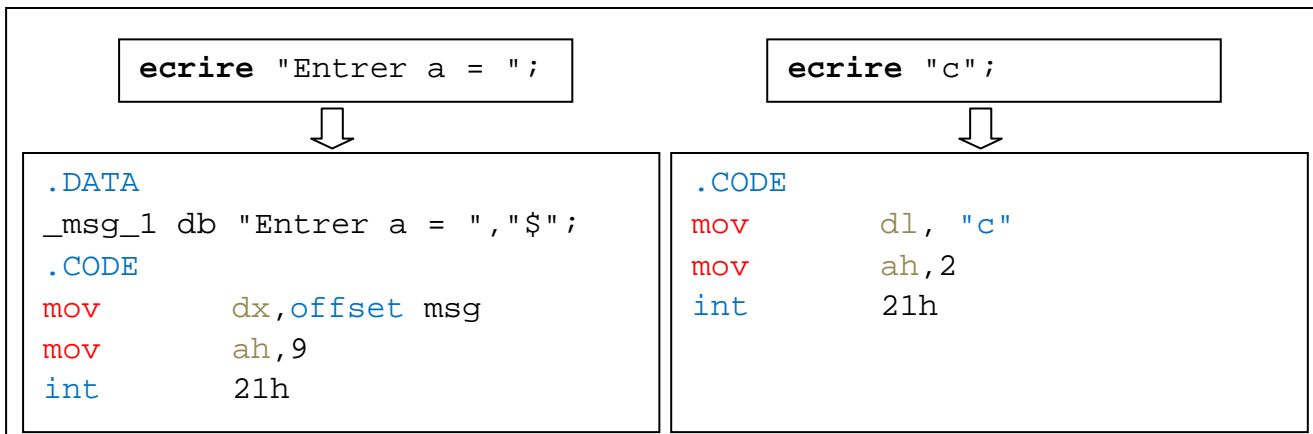 ecrire "Entrer a = ";
ecrire "c";
.DATA
_msg_1 db "Entrer a = ","$";
.CODE
mov dx,offset msg
mov ah,9
int 21h
.CODE
mov dl, "c"
mov ah,2
int 21h